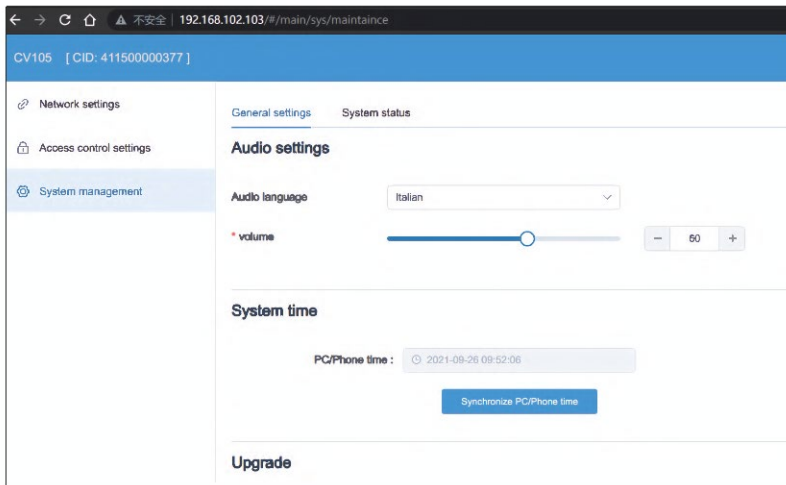 不安全 192.168.102.103/#/main/sys/maintaince
CV105 [ CID: 411500000377 ]
Network settings
Access control settings
System management
General settings System status
Audio settings
Audio language Italian
* volume 60
System time
PC/Phone time : 2021-09-26 09:52:06
Synchronize PC/Phone time
Upgrade